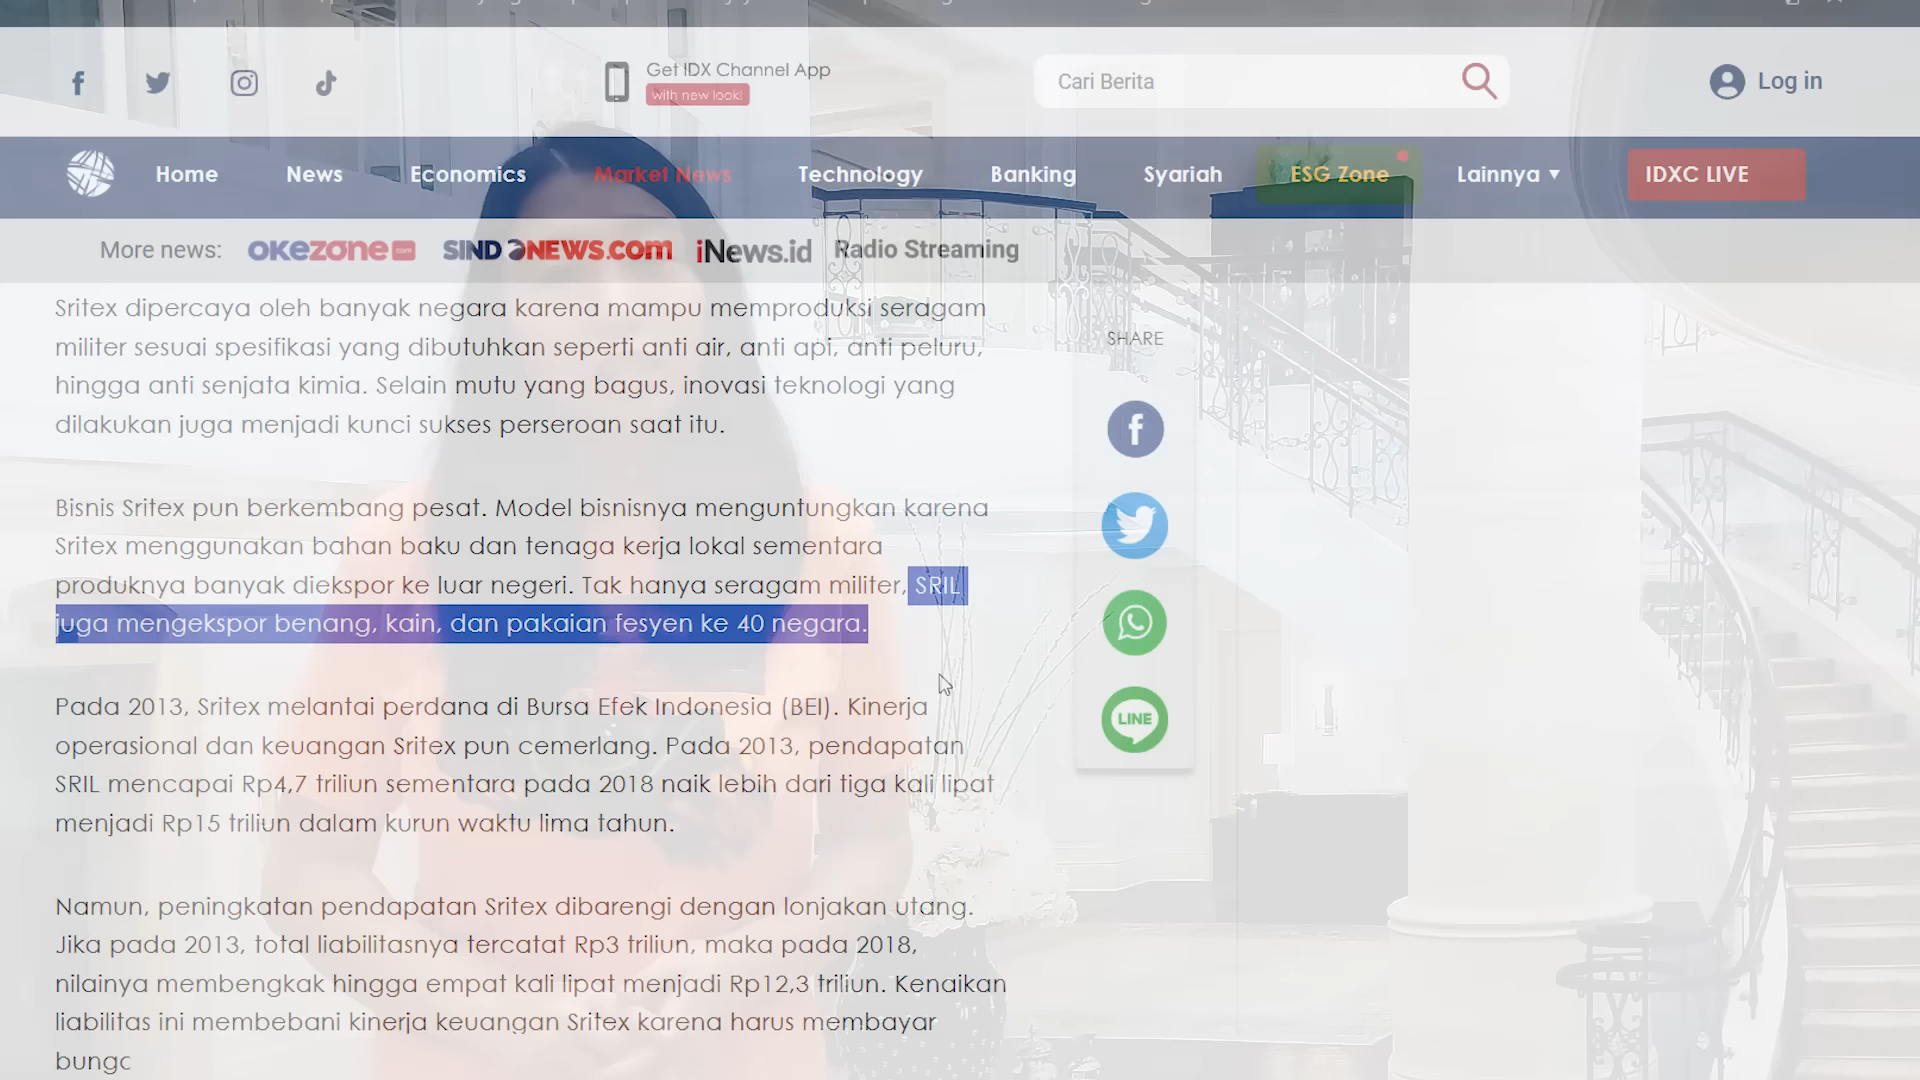 Get IDX Channel App
with new look!
Cari Berita
Log in
Home News Economics Market News Technology Banking Syariah ESG Zone Lainnya ▼ IDXC LIVE
More news: OKEZONE.com SINDONEWS.COM iNews.id Radio Streaming
Sritex dipercaya oleh banyak negara karena mampu memproduksi seragam
militer sesuai spesifikasi yang dibutuhkan seperti anti air, anti api, anti peluru,
hingga anti senjata kimia. Selain mutu yang bagus, inovasi teknologi yang
dilakukan juga menjadi kunci sukses perseroan saat itu.
Bisnis Sritex pun berkembang pesat. Model bisnisnya menguntungkan karena
Sritex menggunakan bahan baku dan tenaga kerja lokal sementara
produknya banyak diekspor ke luar negeri. Tak hanya seragam militer, SRIL
juga mengekspor benang, kain, dan pakaian fesyen ke 40 negara.
Pada 2013, Sritex melantai perdana di Bursa Efek Indonesia (BEI). Kinerja
operasional dan keuangan Sritex pun cemerlang. Pada 2013, pendapatan
SRIL mencapai Rp4,7 triliun sementara pada 2018 naik lebih dari tiga kali lipat
menjadi Rp15 triliun dalam kurun waktu lima tahun.
Namun, peningkatan pendapatan Sritex dibarengi dengan lonjakan utang.
Jika pada 2013, total liabilitasnya tercatat Rp3 triliun, maka pada 2018,
nilainya membengkak hingga empat kali lipat menjadi Rp12,3 triliun. Kenaikan
liabilitas ini membebani kinerja keuangan Sritex karena harus membayar
SHARE
LINE